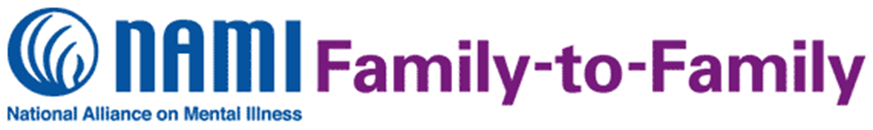 NAMI Family-to-Family
National Alliance on Mental Illness